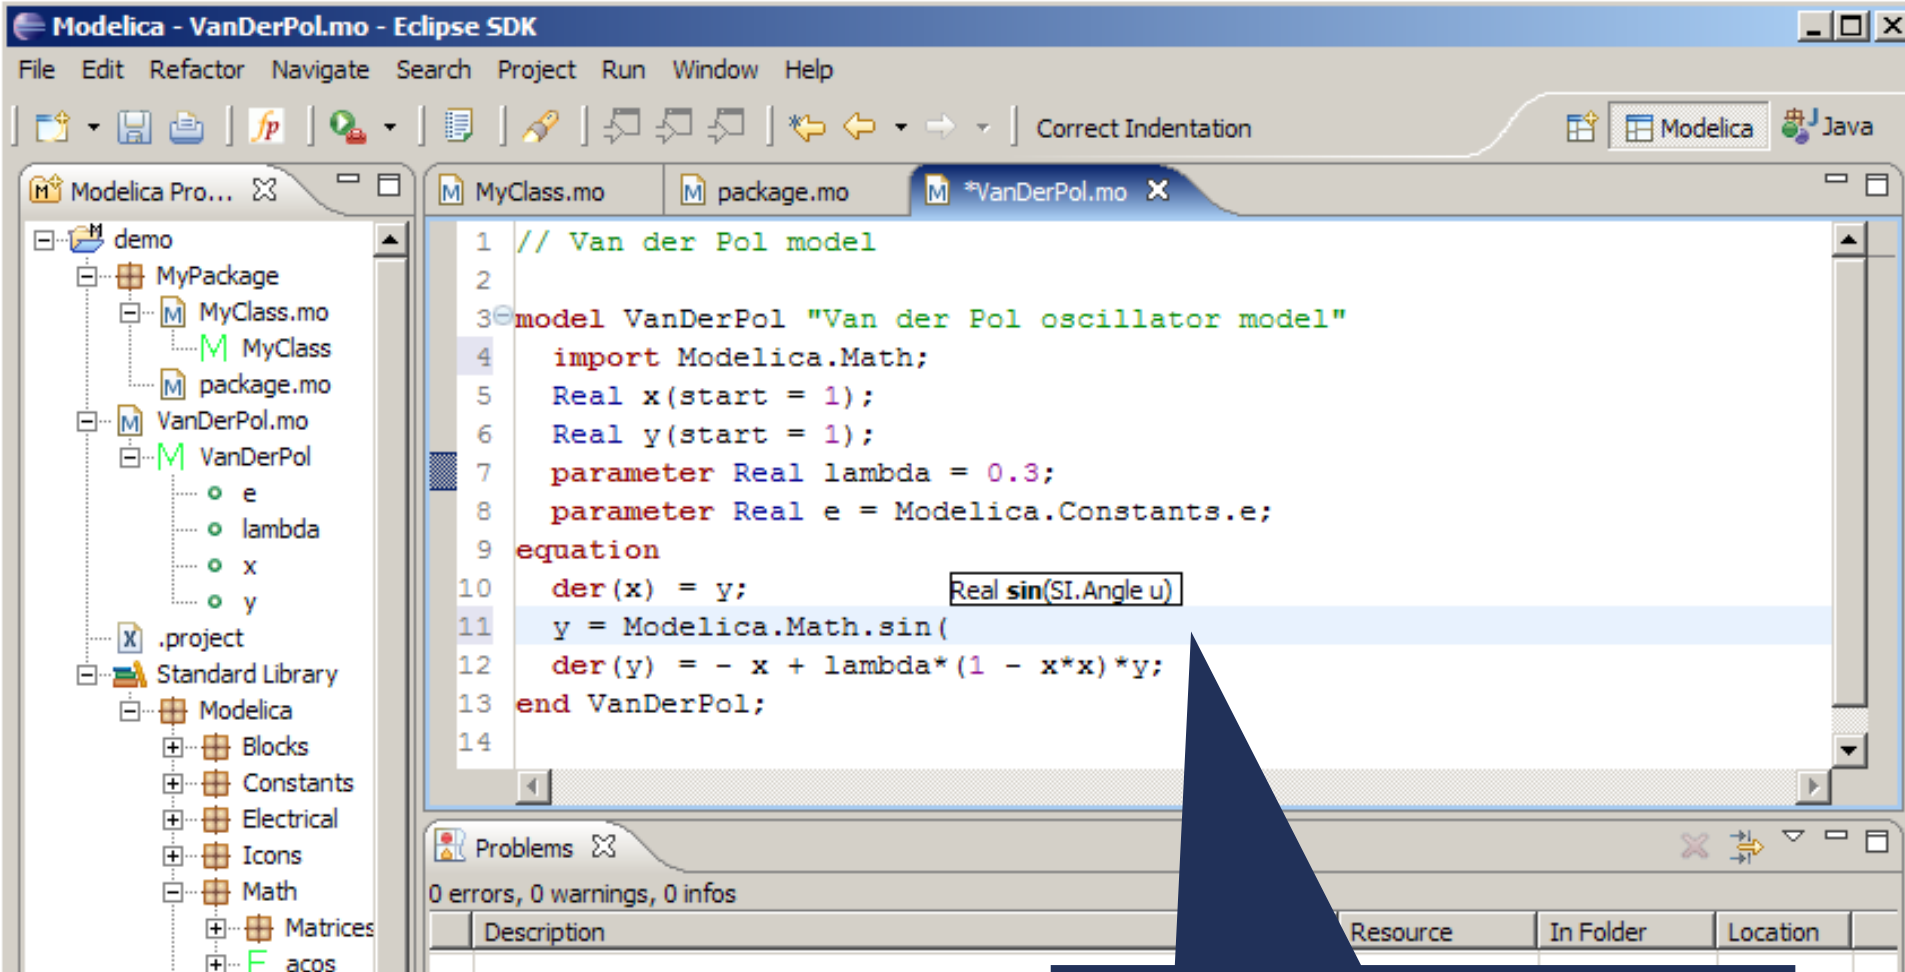 Modelica - VanDerPol.mo - Eclipse SDK
File Edit Refactor Navigate Search Project Run Window Help
Correct Indentation
Modelica
Java
Modelica Pro...
demo
MyPackage
MyClass.mo
MyClass
package.mo
VanDerPol.mo
VanDerPol
e
lambda
x
y
.project
Standard Library
Modelica
Blocks
Constants
Electrical
Icons
Math
Matrices
acos
MyClass.mo
package.mo
*VanDerPol.mo
1 // Van der Pol model
2
3 model VanDerPol "Van der Pol oscillator model"
4 import Modelica.Math;
5 Real x(start = 1);
6 Real y(start = 1);
7 parameter Real lambda = 0.3;
8 parameter Real e = Modelica.Constants.e;
9 equation
10 der(x) = y;
Real sin(SI.Angle u)
11 y = Modelica.Math.sin(
12 der(y) = - x + lambda*(1 - x*x)*y;
13 end VanDerPol;
14
Problems
0 errors, 0 warnings, 0 infos
Description Resource In Folder Location